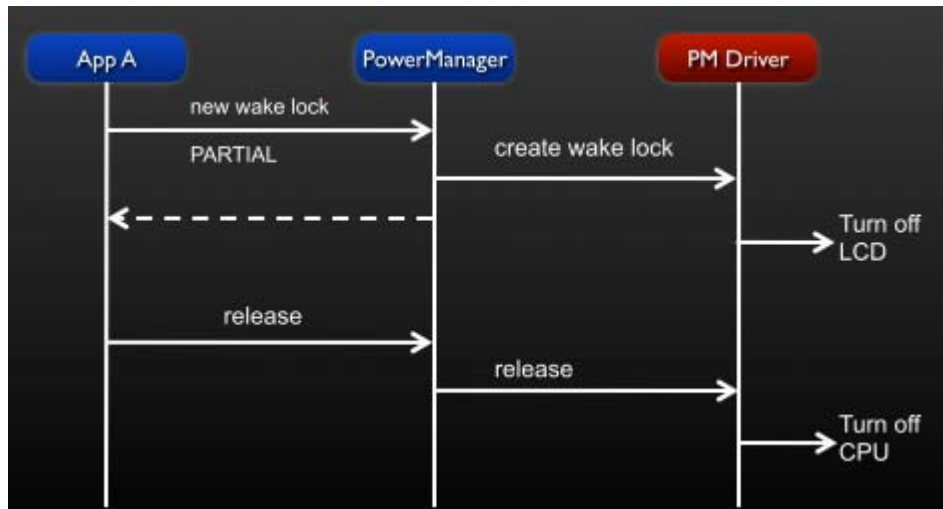 App A
PowerManager
PM Driver
new wake lock
PARTIAL
create wake lock
Turn off
LCD
release
release
Turn off
CPU